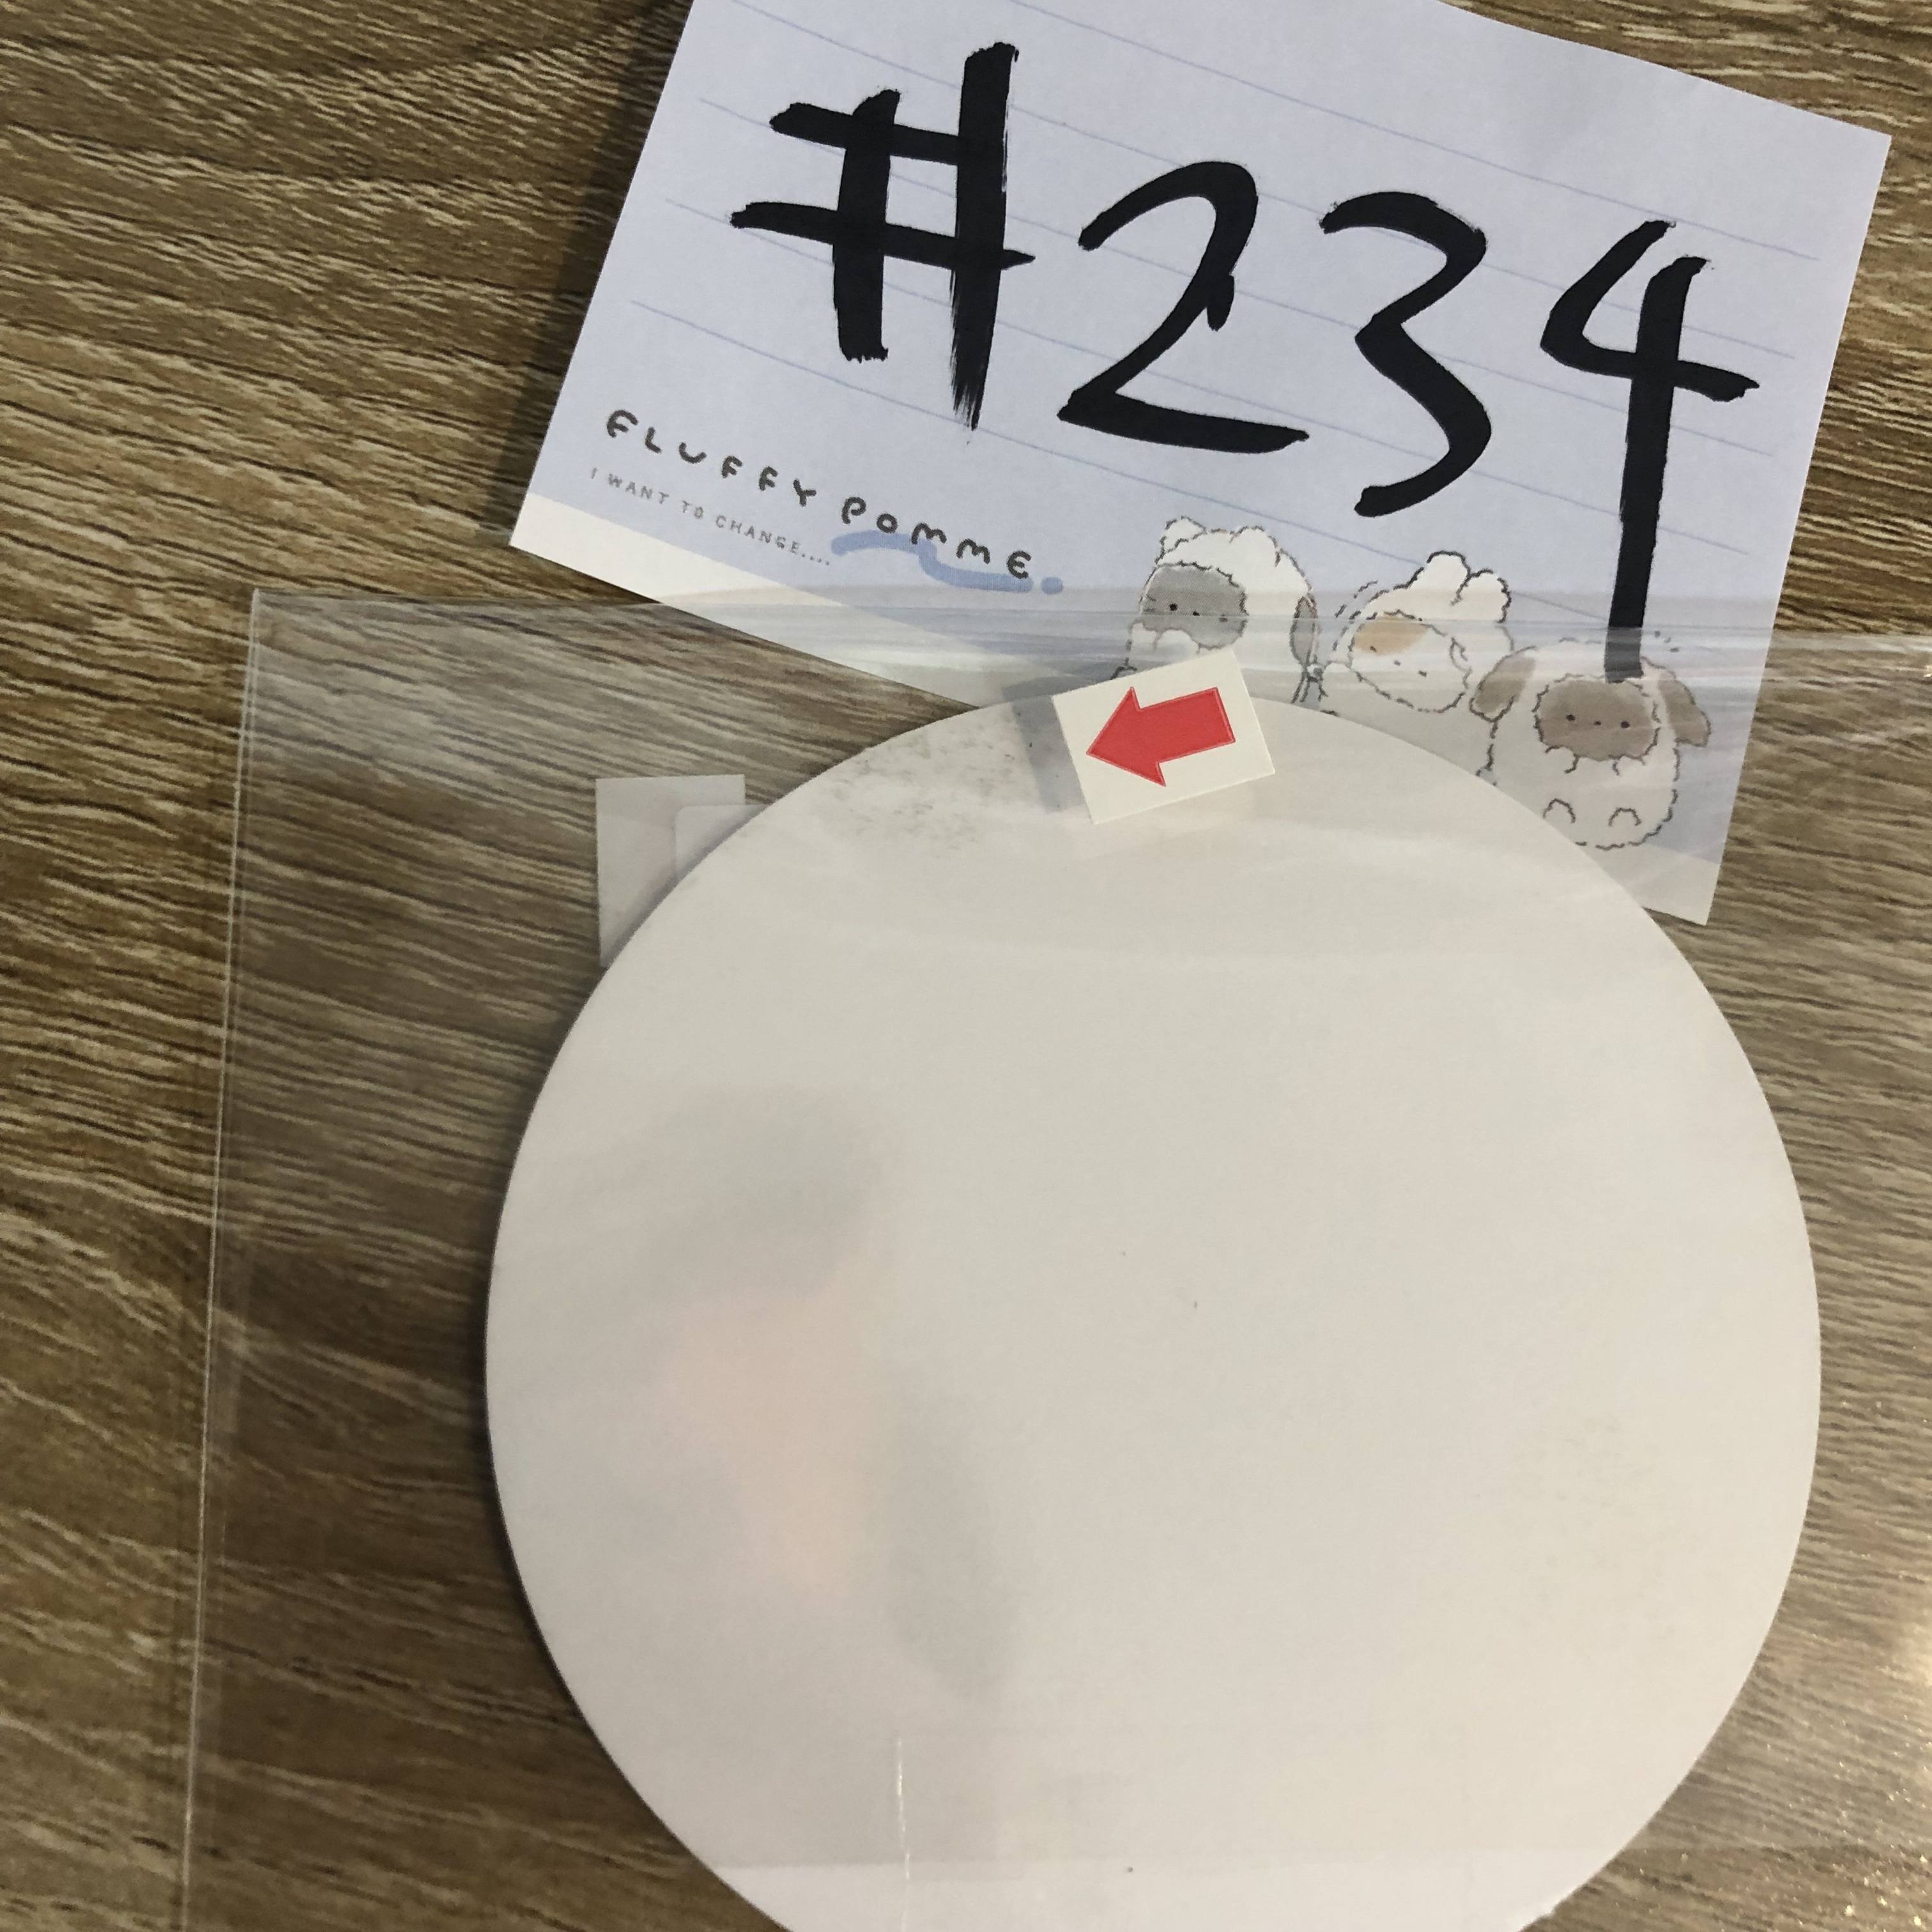 #234
FLUFFY POMME.
I WANT TO CHANGE....